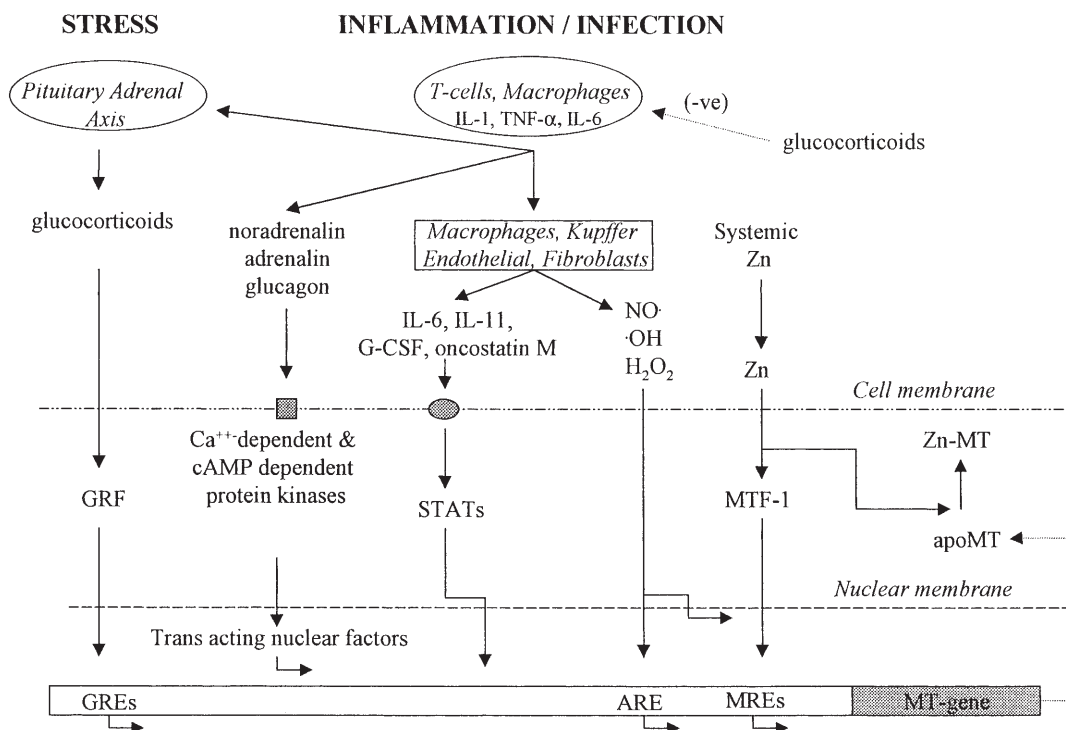 STRESS
INFLAMMATION / INFECTION
Pituitary Adrenal
Axis
T-cells, Macrophages
IL-1, TNF-α, IL-6
(-ve)
glucocorticoids
glucocorticoids
noradrenalin
adrenalin
glucagon
Macrophages, Kupffer
Endothelial, Fibroblasts
Systemic
Zn
IL-6, IL-11,
G-CSF, oncostatin M
NO·
·OH
H₂O₂
Zn
Cell membrane
Ca⁺⁺-dependent &
cAMP dependent
protein kinases
GRF
STATs
MTF-1
Zn-MT
apoMT
Nuclear membrane
Trans acting nuclear factors
GREs
ARE
MREs
MT-gene